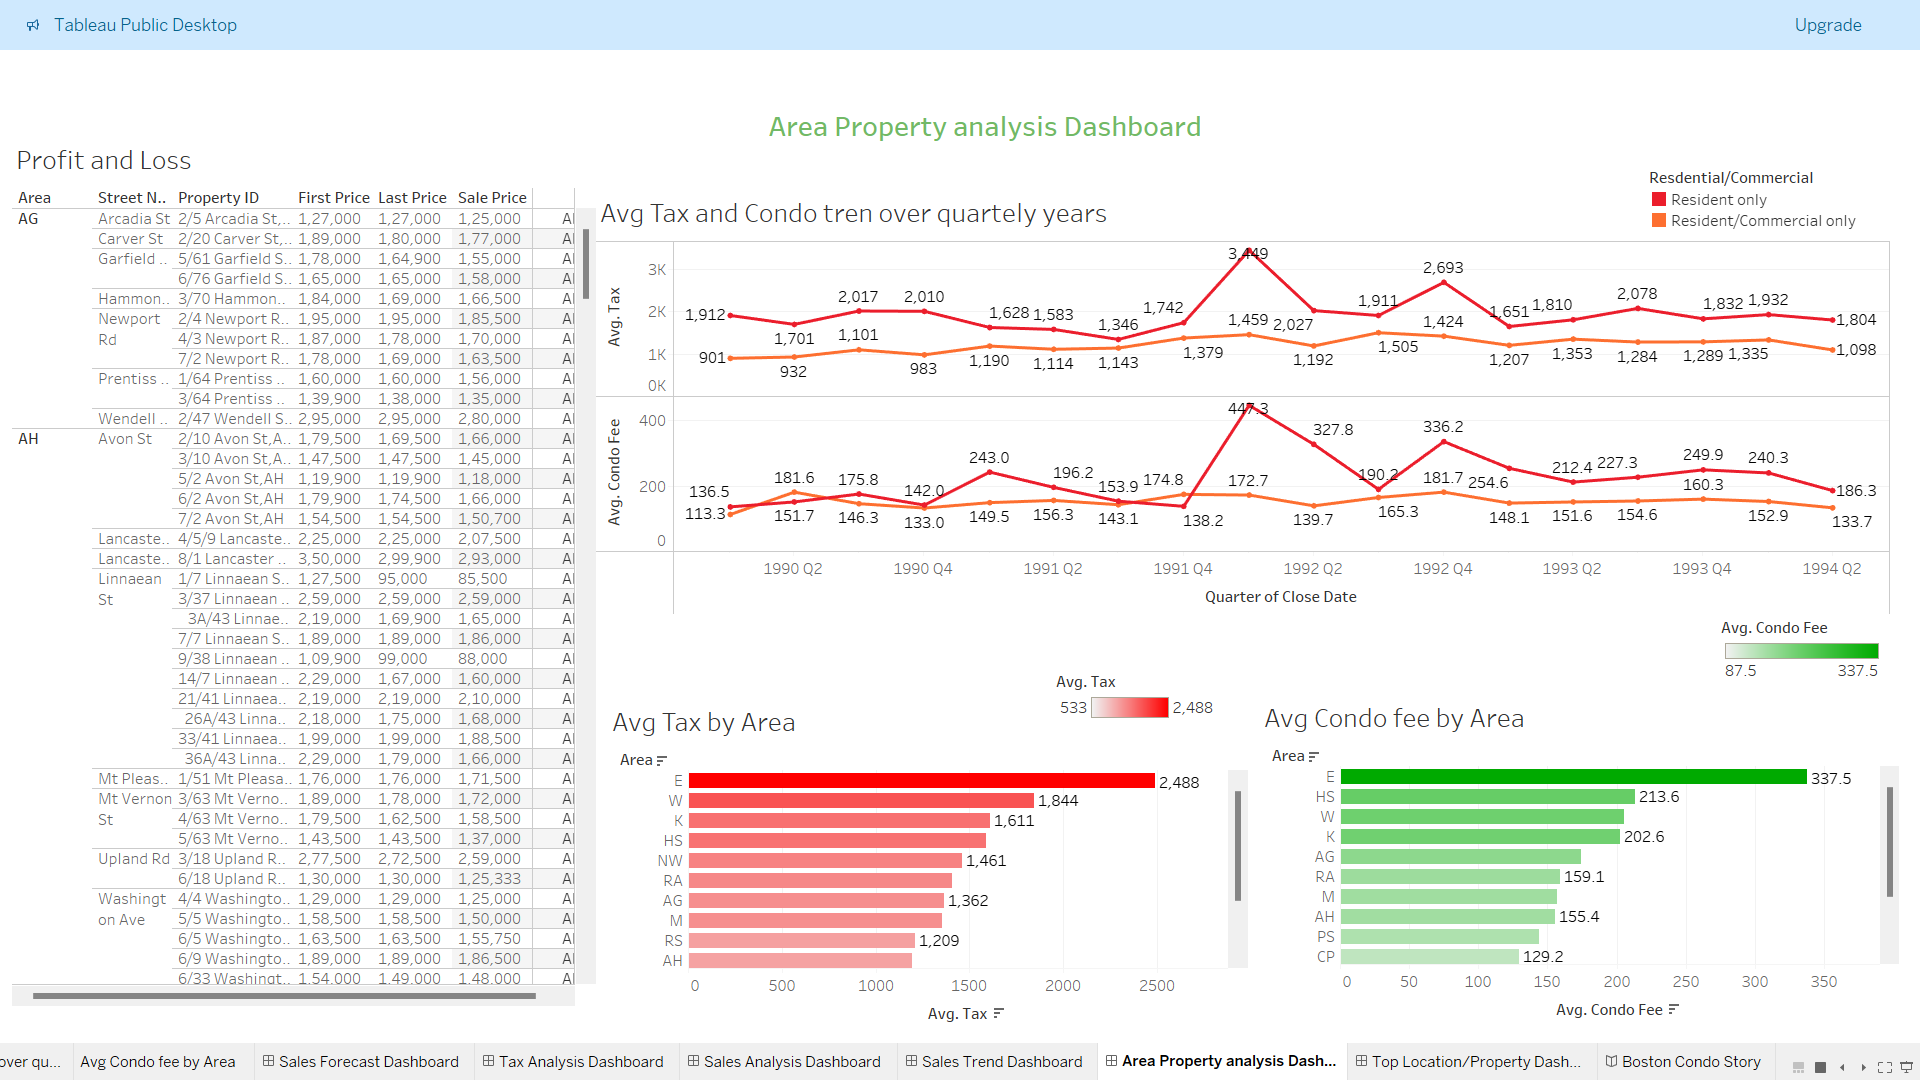 Tableau Public Desktop
Upgrade
Area Property analysis Dashboard
Profit and Loss
Area Street N.. Property ID First Price Last Price Sale Price
AG Arcadia St 2/5 Arcadia St,.. 1,27,000 1,27,000 1,25,000
Carver St 2/20 Carver St,.. 1,89,000 1,80,000 1,77,000
Garfield .. 5/61 Garfield S.. 1,78,000 1,64,900 1,55,000
6/76 Garfield S.. 1,65,000 1,65,000 1,58,000
Hammon.. 3/70 Hammon.. 1,84,000 1,69,000 1,66,500
Newport 2/4 Newport R.. 1,95,000 1,95,000 1,85,500
Rd 4/3 Newport R.. 1,87,000 1,78,000 1,70,000
7/2 Newport R.. 1,78,000 1,69,000 1,63,500
Prentiss .. 1/64 Prentiss .. 1,60,000 1,60,000 1,56,000
3/64 Prentiss .. 1,39,900 1,38,000 1,35,000
Wendell .. 2/47 Wendell S.. 2,95,000 2,95,000 2,80,000
AH Avon St 2/10 Avon St,A.. 1,79,500 1,69,500 1,66,000
3/10 Avon St,A.. 1,47,500 1,47,500 1,45,000
5/2 Avon St,AH 1,19,900 1,19,900 1,18,000
6/2 Avon St,AH 1,79,900 1,74,500 1,66,000
7/2 Avon St,AH 1,54,500 1,54,500 1,50,700
Lancaste.. 4/5/9 Lancaste.. 2,25,000 2,25,000 2,07,500
Lancaste.. 8/1 Lancaster .. 3,50,000 2,99,900 2,93,000
Linnaean 1/7 Linnaean S.. 1,27,500 95,000 85,500
St 3/37 Linnaean .. 2,59,000 2,59,000 2,59,000
3A/43 Linnae.. 2,19,000 1,69,900 1,65,000
7/7 Linnaean S.. 1,89,000 1,89,000 1,86,000
9/38 Linnaean .. 1,09,900 99,000 88,000
14/7 Linnaean .. 2,29,000 1,67,000 1,60,000
21/41 Linnaea.. 2,19,000 2,19,000 2,10,000
26A/43 Linna.. 2,18,000 1,75,000 1,68,000
33/41 Linnaea.. 1,99,000 1,99,000 1,88,500
36A/43 Linna.. 2,29,000 1,79,000 1,66,000
Mt Pleas.. 1/51 Mt Pleasa.. 1,76,000 1,76,000 1,71,500
Mt Vernon 3/63 Mt Verno.. 1,89,000 1,78,000 1,72,000
St 4/63 Mt Verno.. 1,79,500 1,62,500 1,58,500
5/63 Mt Verno.. 1,43,500 1,43,500 1,37,000
Upland Rd 3/18 Upland R.. 2,77,500 2,72,500 2,59,000
6/18 Upland R.. 1,30,000 1,30,000 1,25,333
Washingt 4/4 Washingto.. 1,29,000 1,29,000 1,25,000
on Ave 5/5 Washingto.. 1,58,500 1,58,500 1,50,000
6/5 Washingto.. 1,63,500 1,63,500 1,55,750
6/9 Washingto.. 1,89,000 1,89,000 1,86,500
6/33 Washingt.. 1,54,000 1,49,000 1,48,000
Resdential/Commercial
Resident only
Resident/Commercial only
Avg Tax and Condo tren over quartely years
Avg. Tax
3K
2K
1K
0K
1,912 1,701 2,017 2,010 1,628 1,583 1,346 1,742 3,449 2,027 1,911 2,693 1,651 1,810 2,078 1,832 1,932 1,804
901 932 1,101 983 1,190 1,114 1,143 1,379 1,459 1,192 1,505 1,424 1,207 1,353 1,284 1,289 1,335 1,098
Avg. Condo Fee
400
200
0
136.5 151.7 175.8 142.0 243.0 196.2 153.9 138.2 447.3 327.8 190.2 336.2 254.6 212.4 227.3 249.9 240.3 186.3
113.3 181.6 146.3 133.0 149.5 156.3 143.1 174.8 172.7 139.7 165.3 181.7 148.1 151.6 154.6 160.3 152.9 133.7
1990 Q2 1990 Q4 1991 Q2 1991 Q4 1992 Q2 1992 Q4 1993 Q2 1993 Q4 1994 Q2
Quarter of Close Date
Avg. Condo Fee
87.5 337.5
Avg. Tax
533 2,488
Avg Tax by Area
Area
E 2,488
W 1,844
K 1,611
HS
NW 1,461
RA
AG 1,362
M
RS 1,209
AH
0 500 1000 1500 2000 2500
Avg. Tax
Avg Condo fee by Area
Area
E 337.5
HS 213.6
W
K 202.6
AG
RA 159.1
M
AH 155.4
PS
CP 129.2
0 50 100 150 200 250 300 350
Avg. Condo Fee
over qu... Avg Condo fee by Area Sales Forecast Dashboard Tax Analysis Dashboard Sales Analysis Dashboard Sales Trend Dashboard Area Property analysis Dash... Top Location/Property Dash... Boston Condo Story